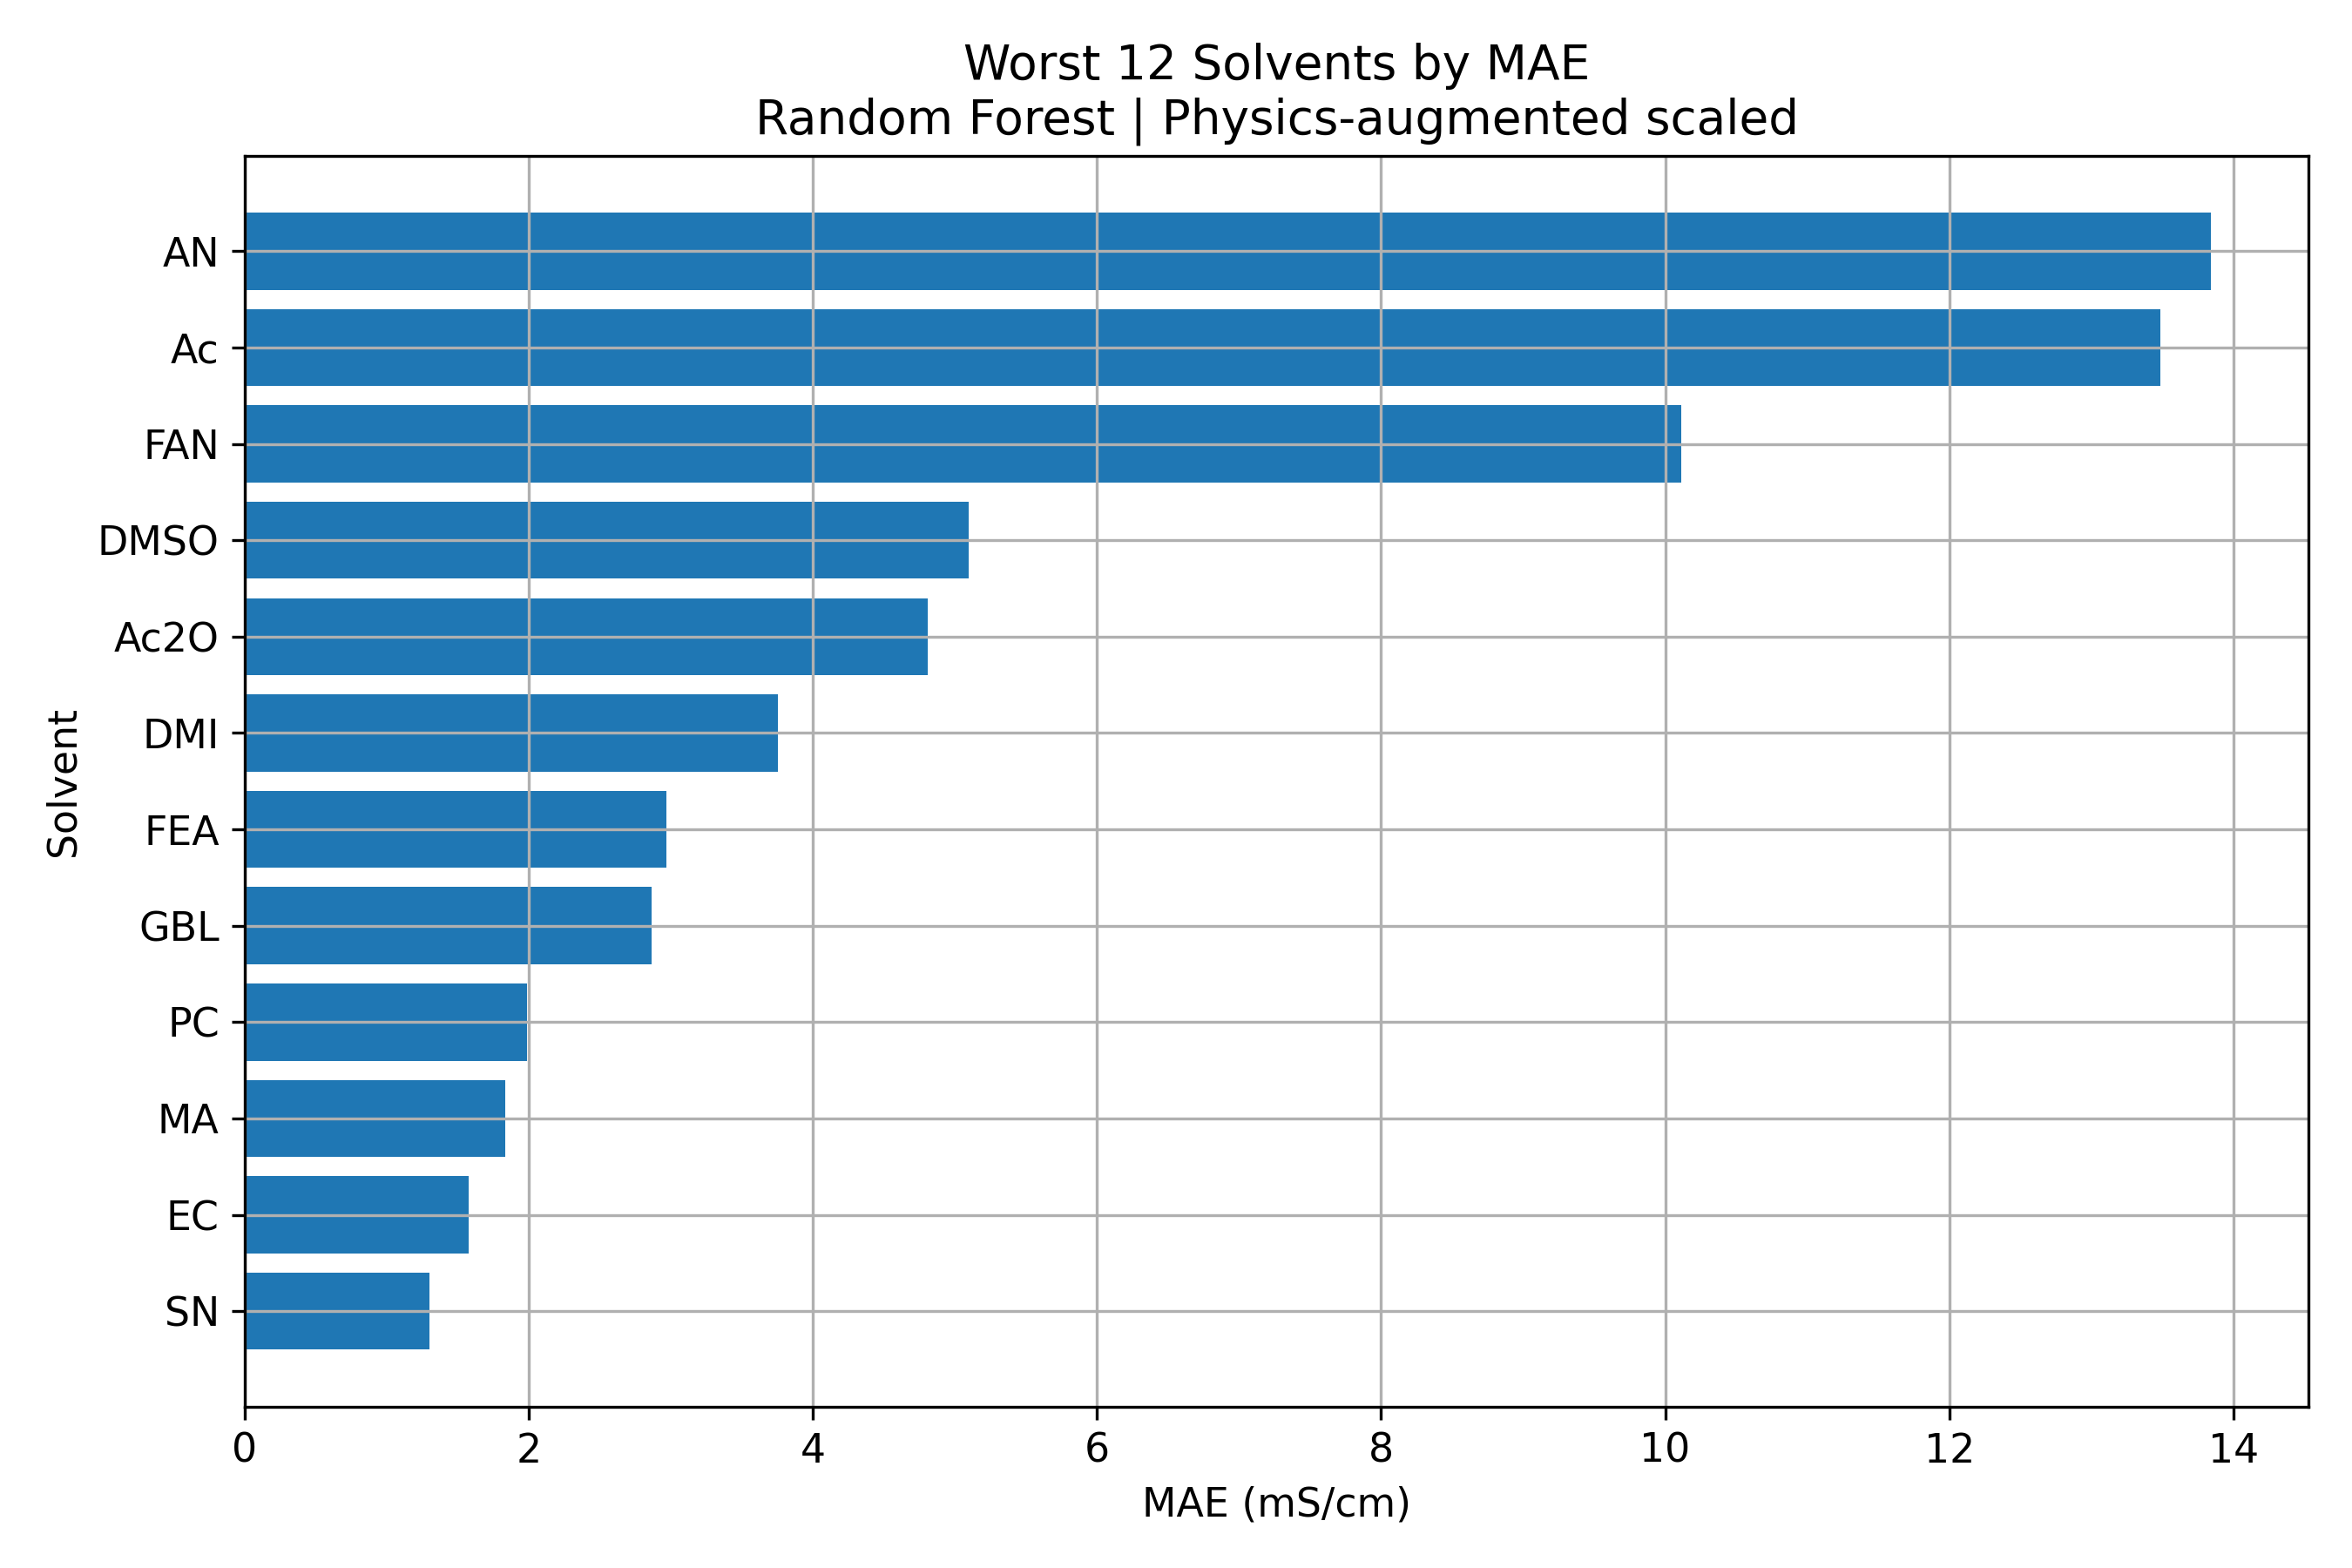 Worst 12 Solvents by MAE
Random Forest | Physics-augmented scaled
AN
Ac
FAN
DMSO
Ac2O
DMI
FEA
GBL
PC
MA
EC
SN
Solvent
0 2 4 6 8 10 12 14
MAE (mS/cm)